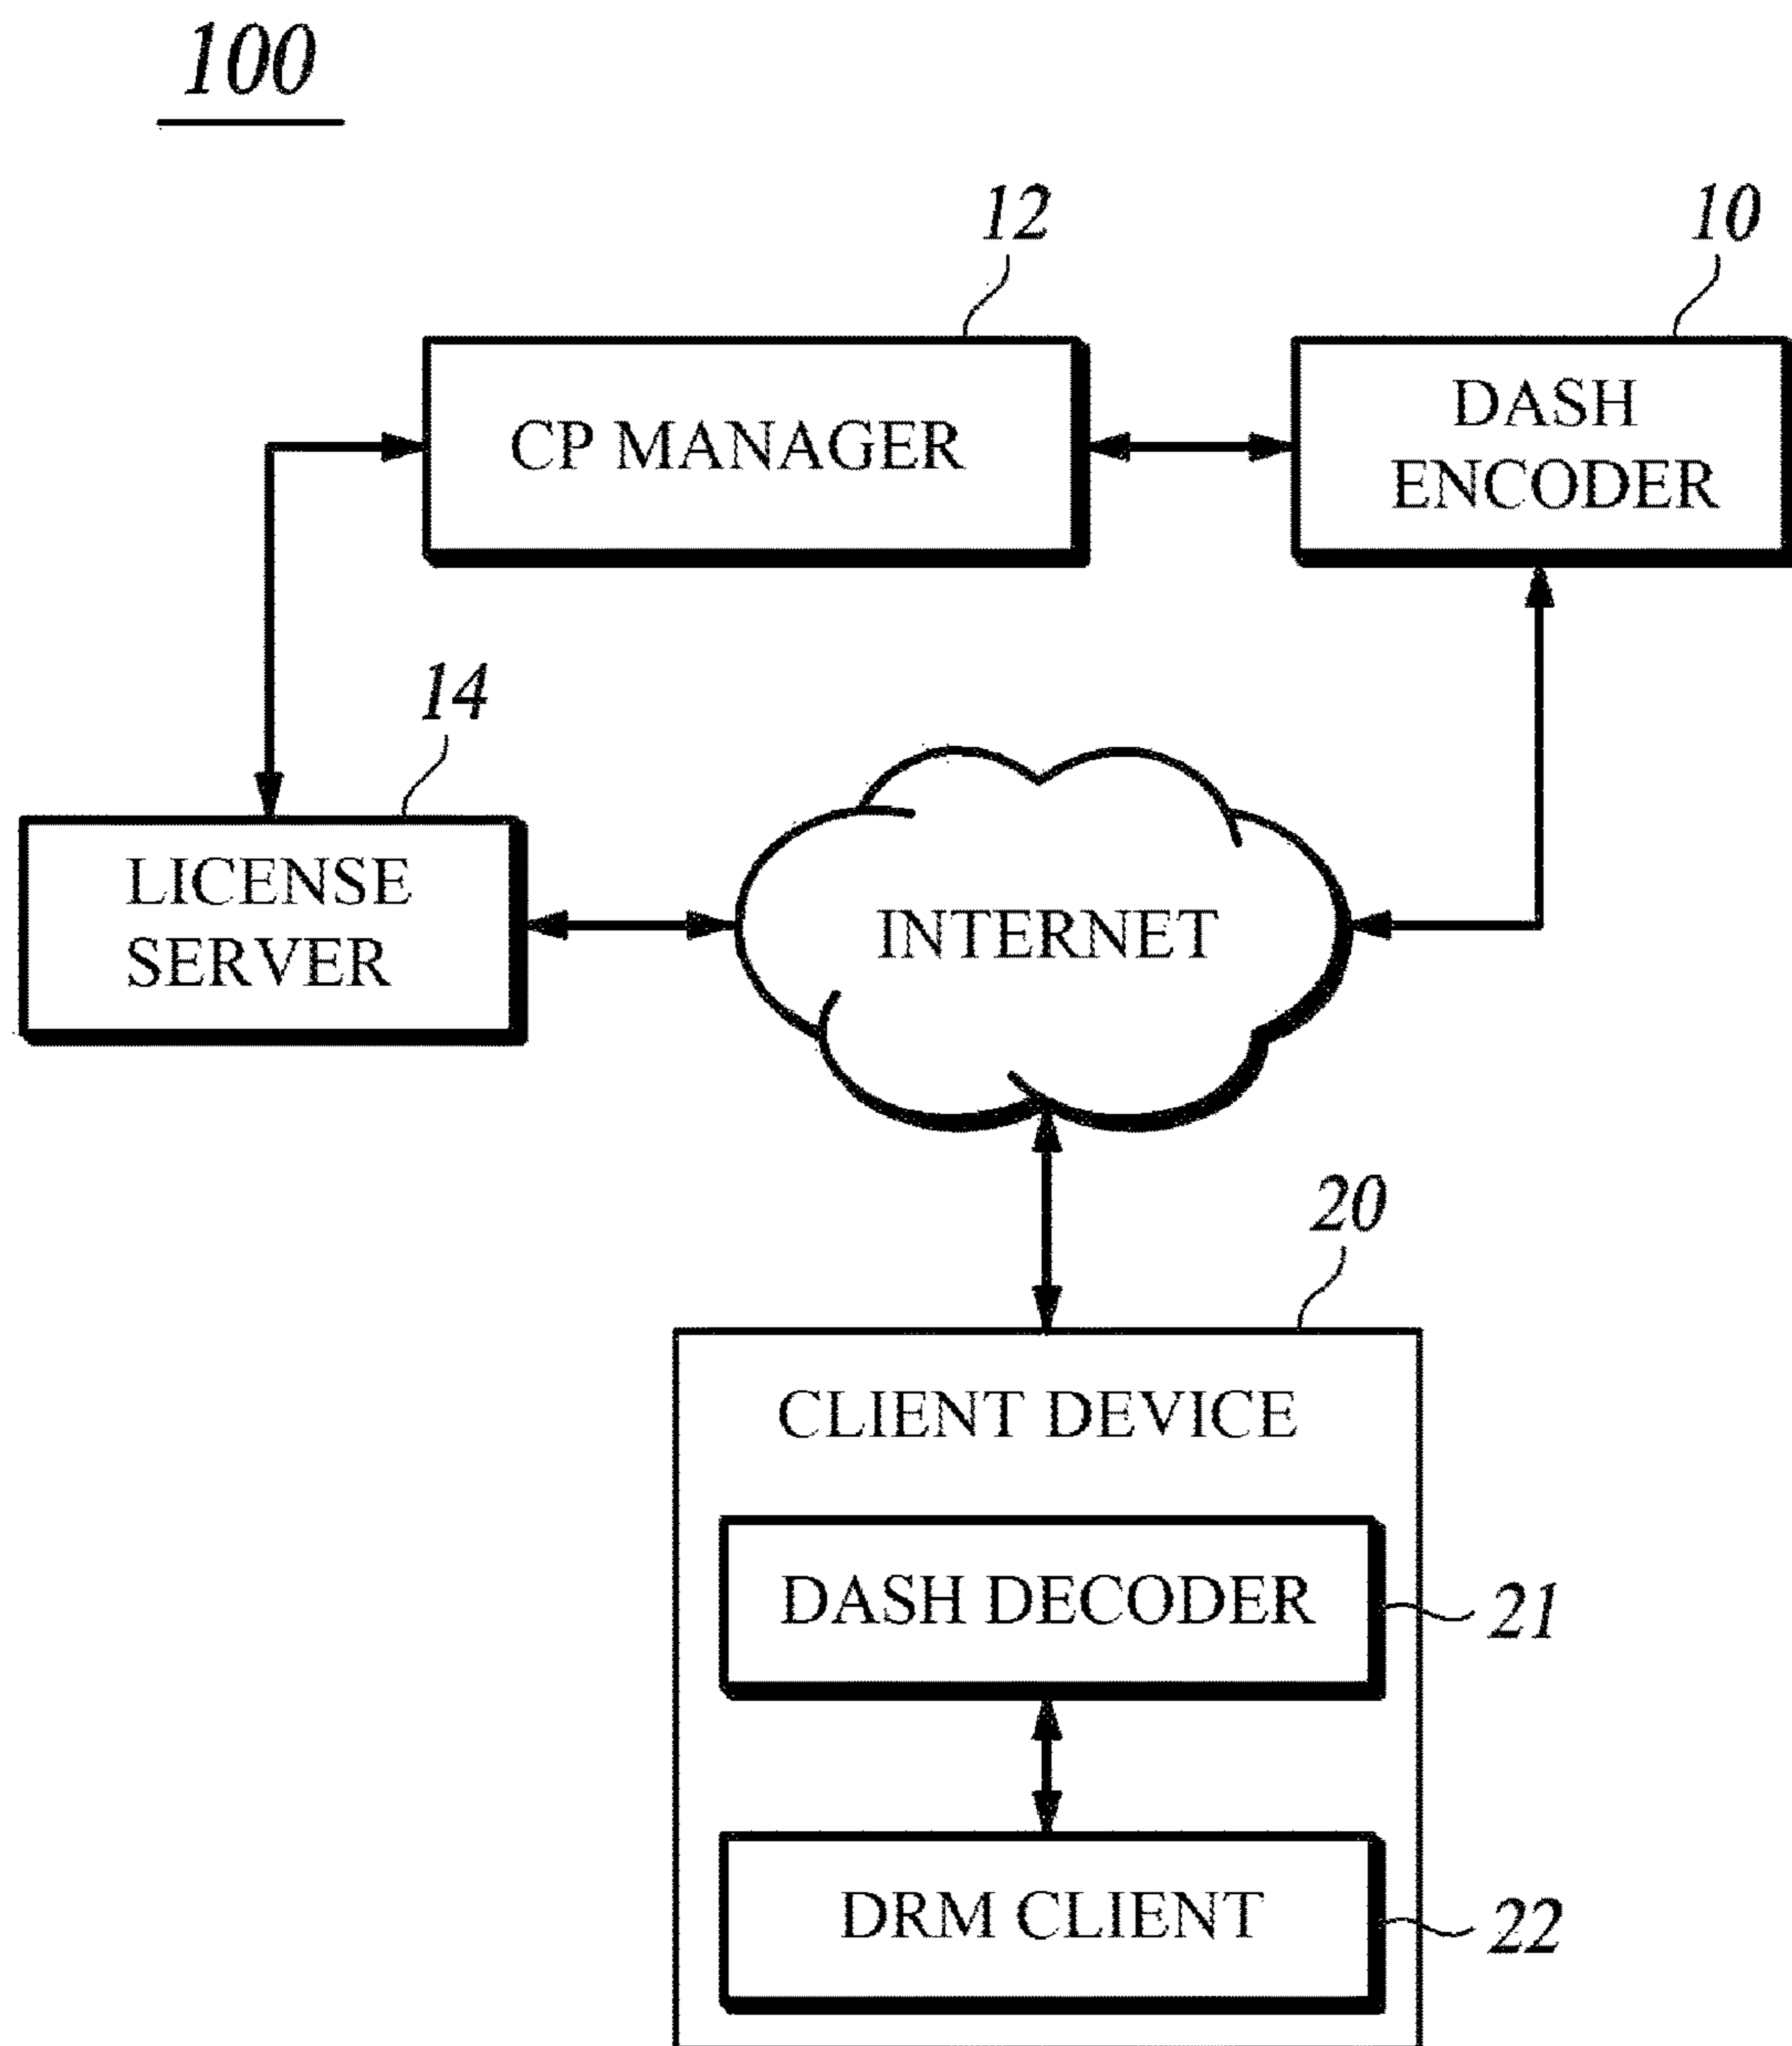 100
12
10
CP MANAGER
DASH
ENCODER
14
LICENSE
SERVER
INTERNET
20
CLIENT DEVICE
DASH DECODER
21
DRM CLIENT
22